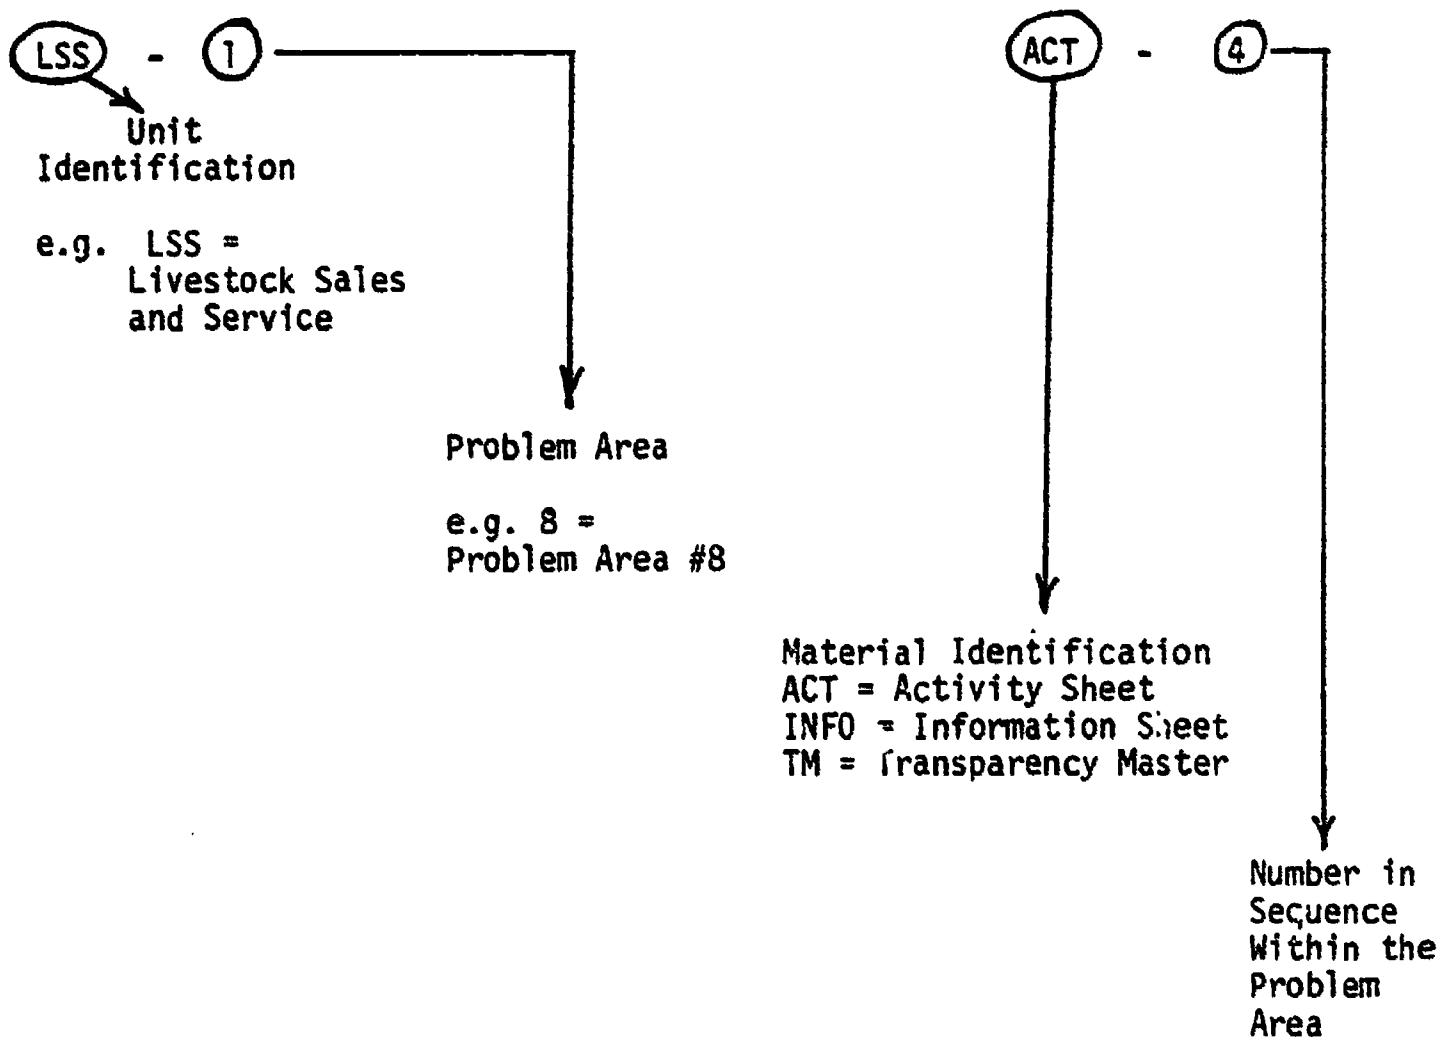 LSS - 1
ACT - 4
Unit
Identification
e.g. LSS =
Livestock Sales
and Service
Problem Area
e.g. 8 =
Problem Area #8
Material Identification
ACT = Activity Sheet
INFO = Information Sheet
TM = Transparency Master
Number in
Sequence
Within the
Problem
Area